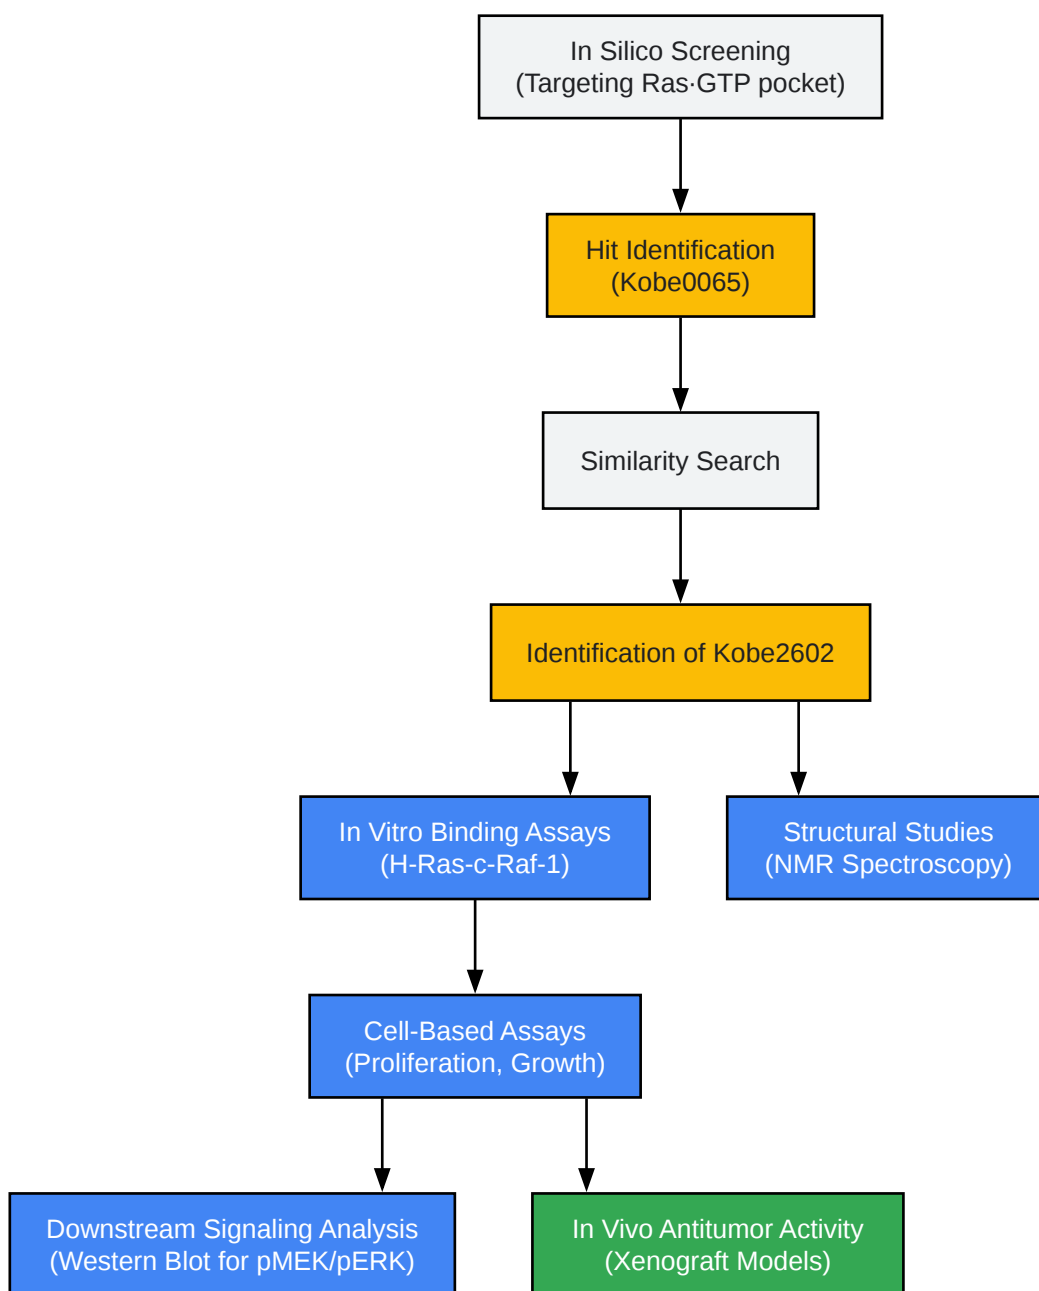 In Silico Screening
(Targeting Ras·GTP pocket)
Hit Identification
(Kobe0065)
Similarity Search
Identification of Kobe2602
In Vitro Binding Assays
(H-Ras-c-Raf-1)
Structural Studies
(NMR Spectroscopy)
Cell-Based Assays
(Proliferation, Growth)
Downstream Signaling Analysis
(Western Blot for pMEK/pERK)
In Vivo Antitumor Activity
(Xenograft Models)